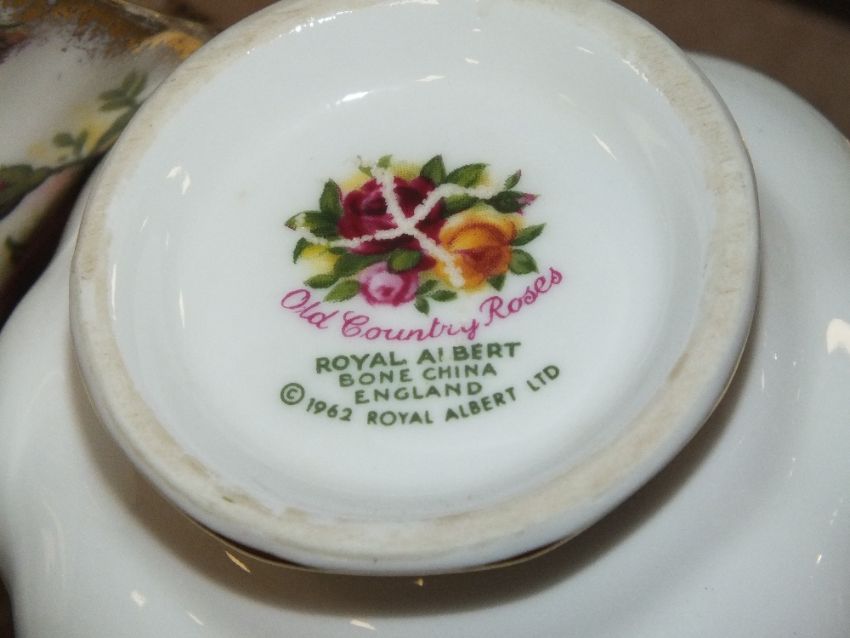 Old Country Roses
ROYAL ALBERT
BONE CHINA
ENGLAND
© 1962 ROYAL ALBERT LTD